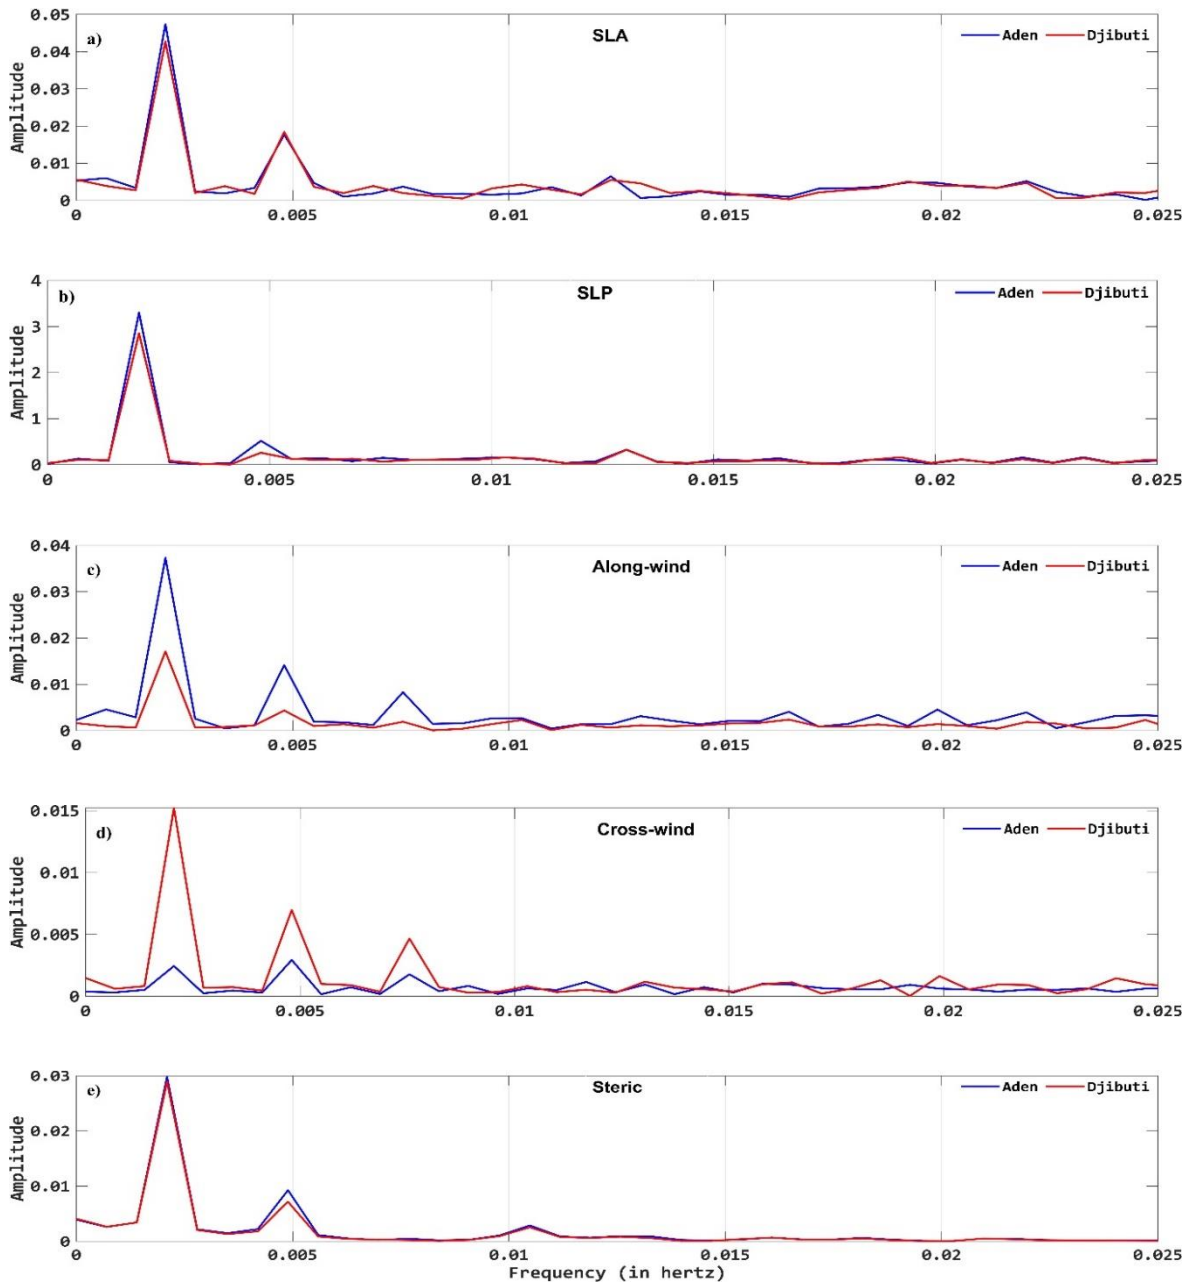 a) SLA Aden Djibuti
Amplitude
0.05
0.04
0.03
0.02
0.01
0
0 0.005 0.01 0.015 0.02 0.025
b) SLP Aden Djibuti
Amplitude
4
3
2
1
0
0 0.005 0.01 0.015 0.02 0.025
c) Along-wind Aden Djibuti
Amplitude
0.04
0.03
0.02
0.01
0
0 0.005 0.01 0.015 0.02 0.025
d) Cross-wind Aden Djibuti
Amplitude
0.015
0.01
0.005
0
0 0.005 0.01 0.015 0.02 0.025
e) Steric Aden Djibuti
Amplitude
0.03
0.02
0.01
0
0 0.005 0.01 0.015 0.02 0.025
Frequency (in hertz)